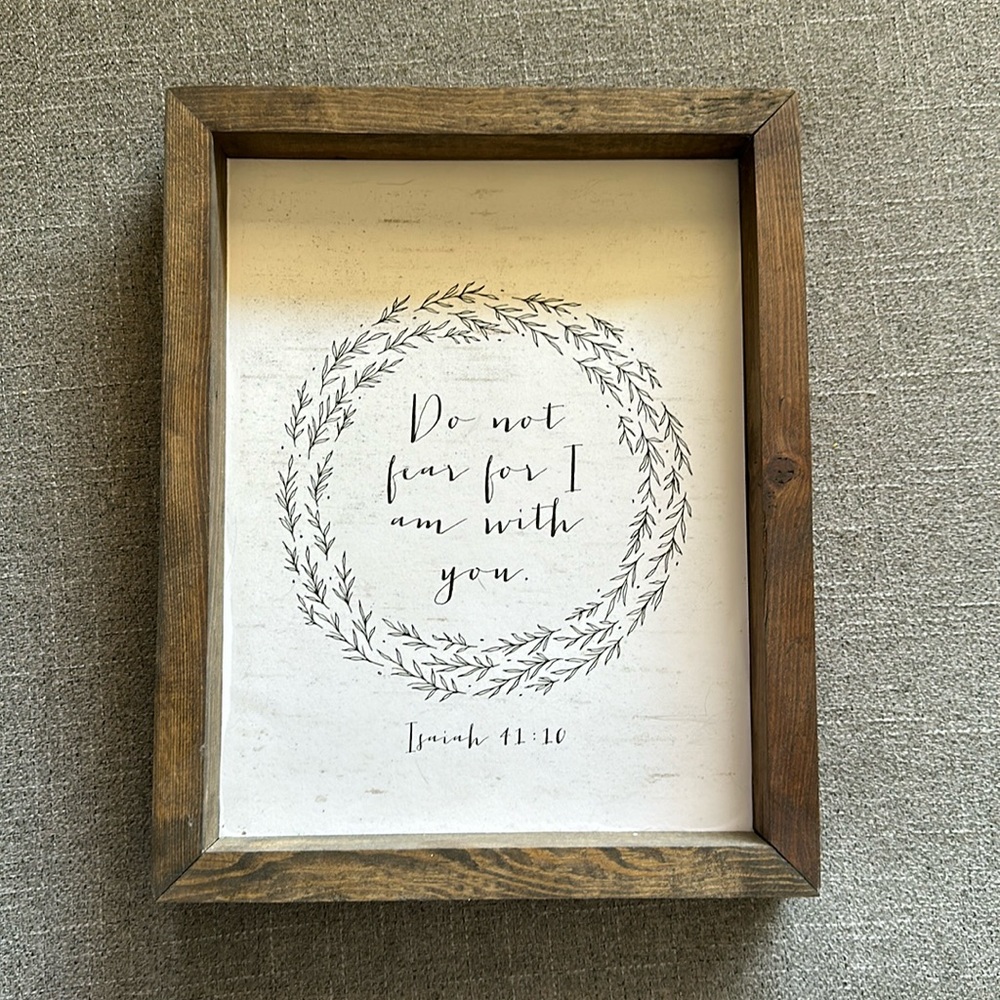 Do not
fear for I
am with
you.
Isaiah 41:10